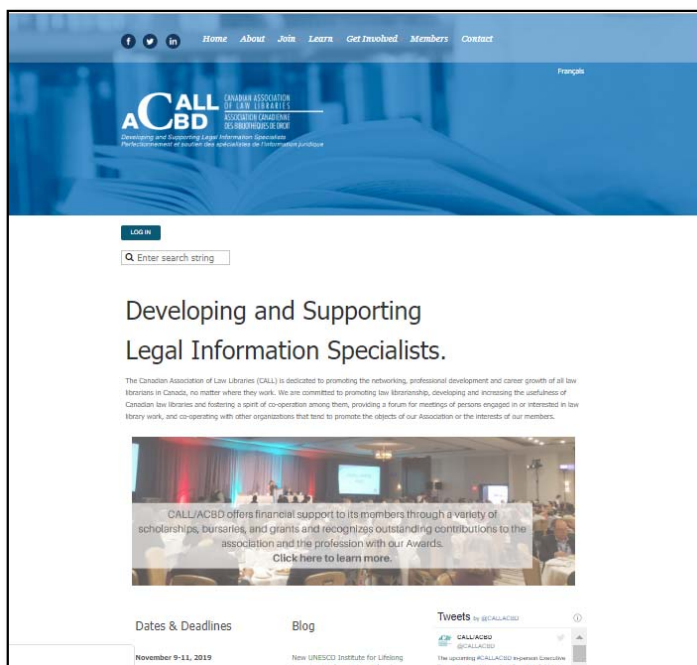 Home About Join Learn Get Involved Members Contact
Français
CALL CANADIAN ASSOCIATION
OF LAW LIBRARIES
ACBD ASSOCIATION CANADIENNE
DES BIBLIOTHÈQUES DE DROIT
Developing and Supporting Legal Information Specialists
Perfectionnement et soutien des spécialistes de l'information juridique
LOG IN
Enter search string
Developing and Supporting
Legal Information Specialists.
The Canadian Association of Law Libraries (CALL) is dedicated to promoting the networking, professional development and career growth of all law
librarians in Canada, no matter where they work. We are committed to promoting law librarianship, developing and increasing the usefulness of
Canadian law libraries and fostering a spirit of co-operation among them, providing a forum for meetings of persons engaged in or interested in law
library work, and co-operating with other organizations that tend to promote the objects of our Association or the interests of our members.
CALL/ACBD offers financial support to its members through a variety of
scholarships, bursaries, and grants and recognizes outstanding contributions to the
association and the profession with our Awards.
Click here to learn more.
Dates & Deadlines
November 9-11, 2019
Blog
New UNESCO Institute for Lifelong
Tweets by @CALLACBD
CALL/ACBD
@CALLACBD
The upcoming #CALLACBD in-person Executive